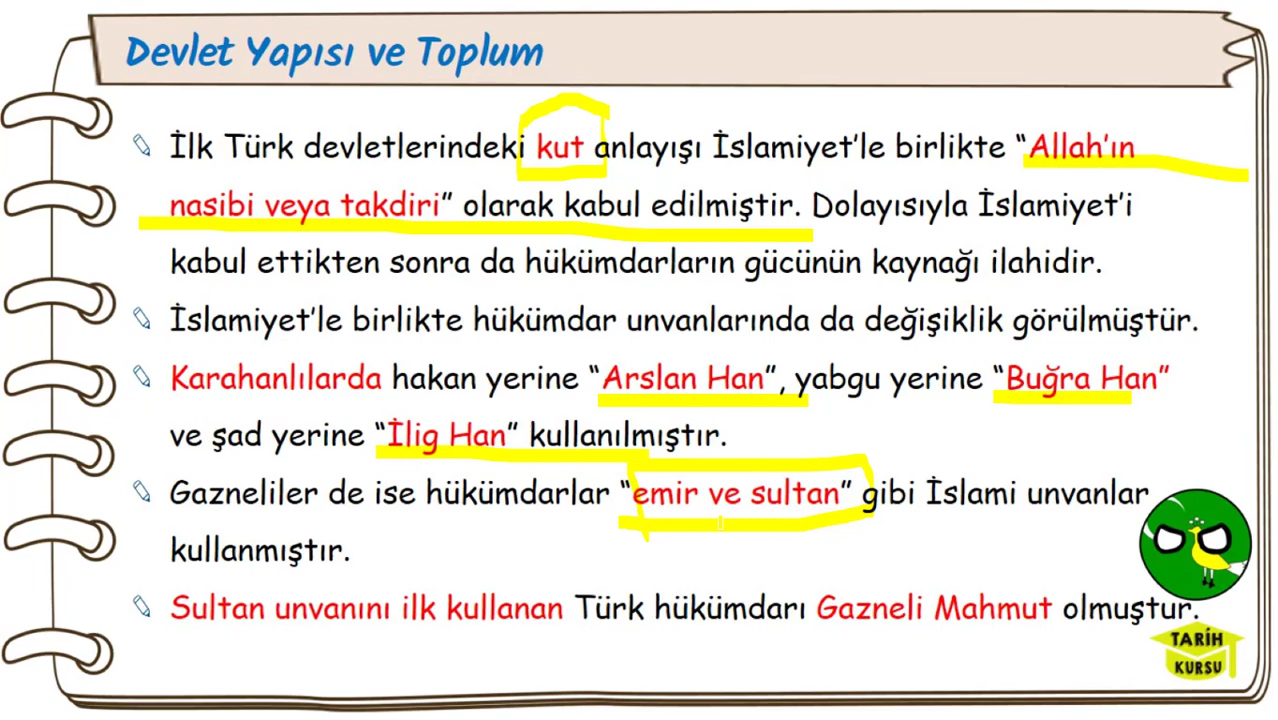 Devlet Yapısı ve Toplum
İlk Türk devletlerindeki kut anlayışı İslamiyet'le birlikte "Allah'ın
nasibi veya takdiri" olarak kabul edilmiştir. Dolayısıyla İslamiyet'i
kabul ettikten sonra da hükümdarların gücünün kaynağı ilahidir.
İslamiyet'le birlikte hükümdar unvanlarında da değişiklik görülmüştür.
Karahanlılarda hakan yerine "Arslan Han", yabgu yerine "Buğra Han"
ve şad yerine "İlig Han" kullanılmıştır.
Gazneliler de ise hükümdarlar "emir ve sultan" gibi İslami unvanlar
kullanmıştır.
Sultan unvanını ilk kullanan Türk hükümdarı Gazneli Mahmut olmuştur.
TARİH
KURSU